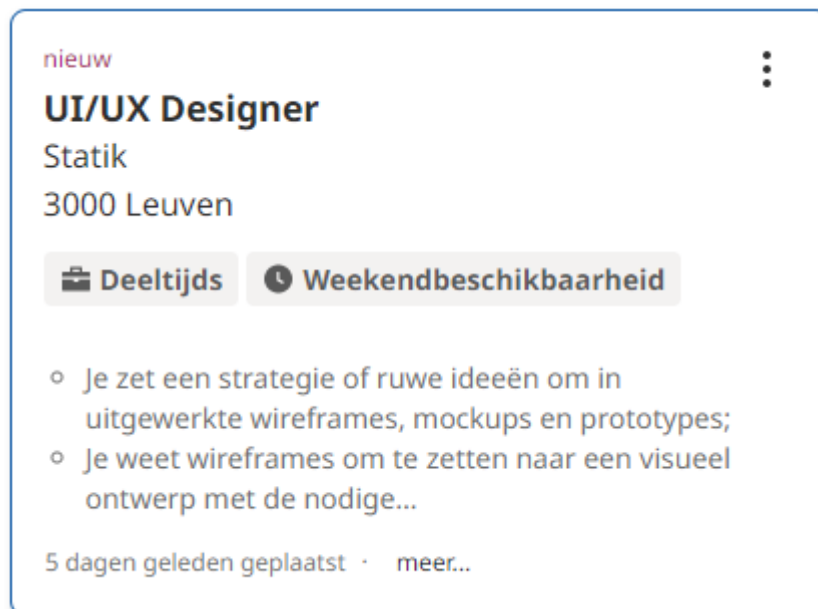 nieuw
UI/UX Designer
Statik
3000 Leuven
Deeltijds Weekendbeschikbaarheid
Je zet een strategie of ruwe ideeën om in
uitgewerkte wireframes, mockups en prototypes;
Je weet wireframes om te zetten naar een visueel
ontwerp met de nodige...
5 dagen geleden geplaatst · meer...